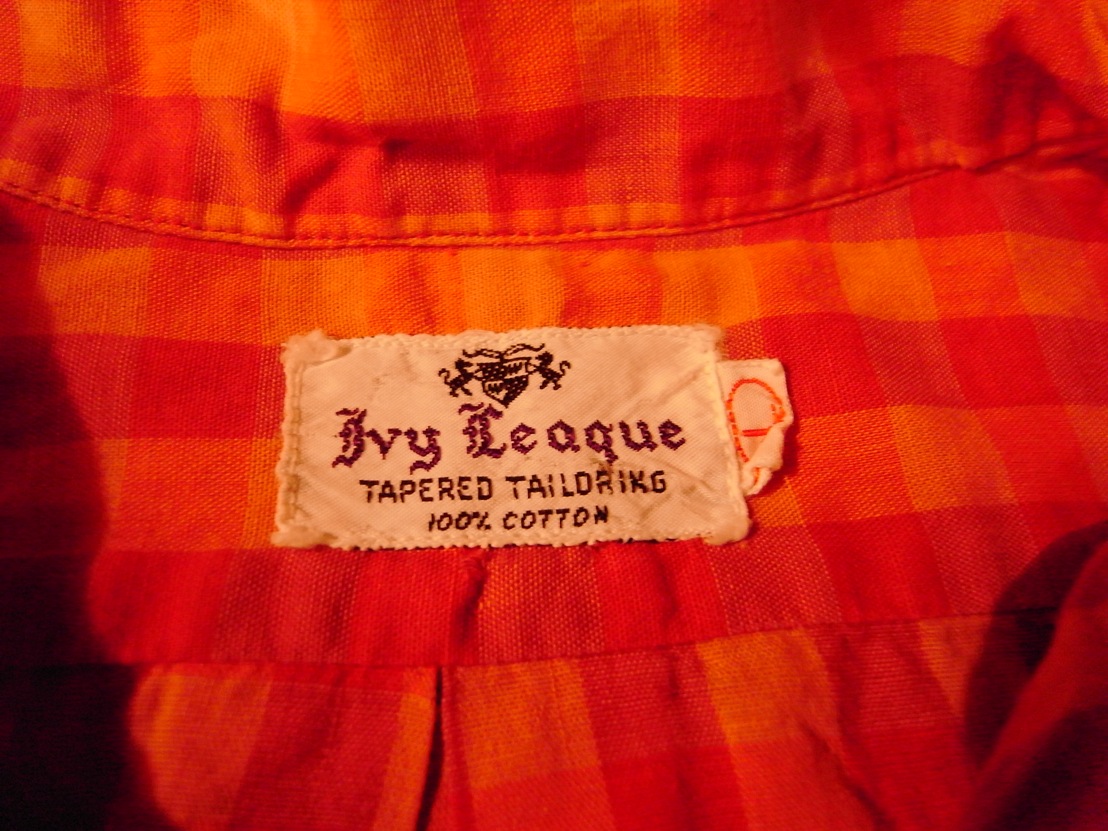 Ivy League
TAPERED TAILORING
100% COTTON